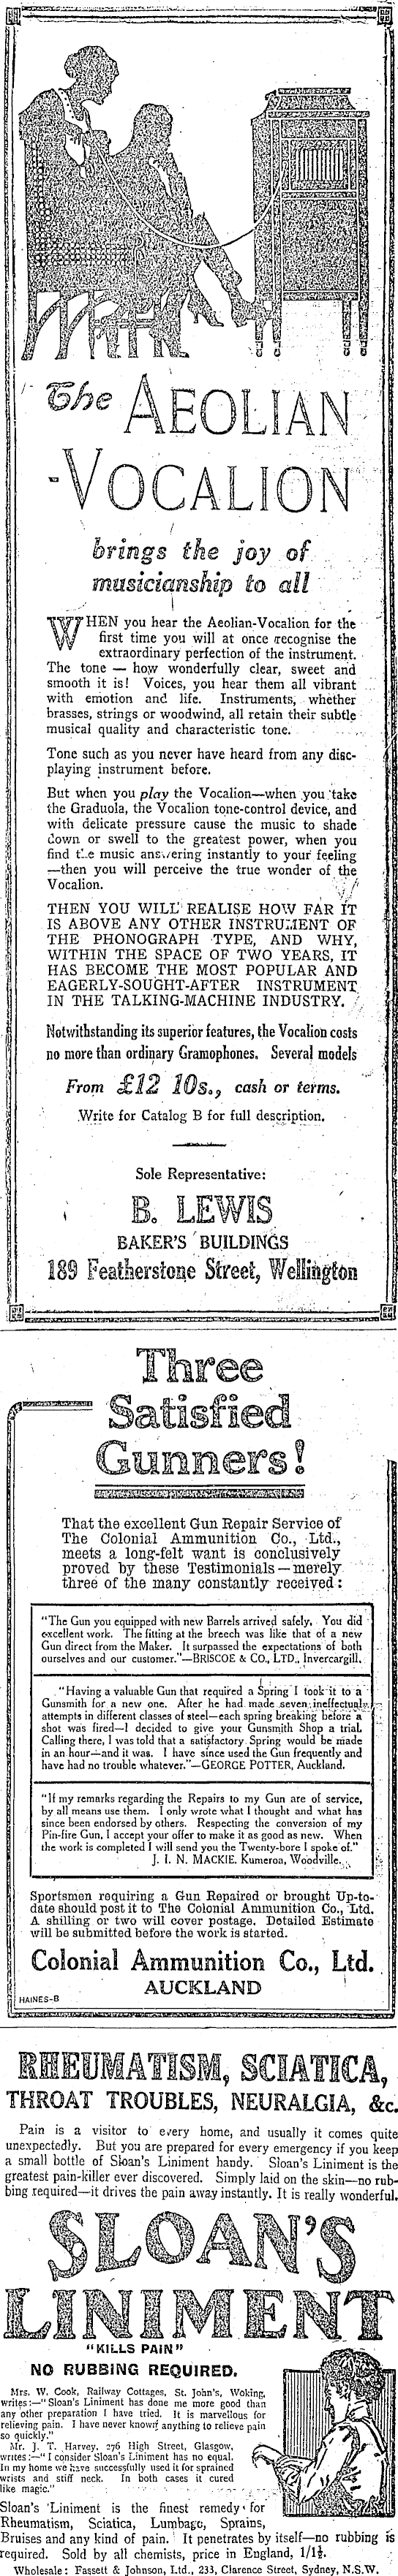 The AEOLIAN
-VOCALION
brings the joy of
musicianship to all
WHEN you hear the Aeolian-Vocalion for the
first time you will at once recognise the
extraordinary perfection of the instrument.
The tone — how wonderfully clear, sweet and
smooth it is! Voices, you hear them all vibrant
with emotion and life. Instruments, whether
brasses, strings or woodwind, all retain their subtle
musical quality and characteristic tone.
Tone such as you never have heard from any disc-
playing instrument before.
But when you play the Vocalion—when you take
the Graduola, the Vocalion tone-control device, and
with delicate pressure cause the music to shade
down or swell to the greatest power, when you
find the music answering instantly to your feeling
—then you will perceive the true wonder of the
Vocalion.
THEN YOU WILL REALISE HOW FAR IT
IS ABOVE ANY OTHER INSTRUMENT OF
THE PHONOGRAPH TYPE, AND WHY,
WITHIN THE SPACE OF TWO YEARS, IT
HAS BECOME THE MOST POPULAR AND
EAGERLY-SOUGHT-AFTER INSTRUMENT
IN THE TALKING-MACHINE INDUSTRY.
Notwithstanding its superior features, the Vocalion costs
no more than ordinary Gramophones. Several models
From £12 10s., cash or terms.
Write for Catalog B for full description.
Sole Representative:
B. LEWIS
BAKER'S BUILDINGS
189 Featherstone Street, Wellington
Three
Satisfied
Gunners!
That the excellent Gun Repair Service of
The Colonial Ammunition Co., Ltd.,
meets a long-felt want is conclusively
proved by these Testimonials—merely
three of the many constantly received:
"The Gun you equipped with new Barrels arrived safely. You did
excellent work. The fitting at the breech was like that of a new
Gun direct from the Maker. It surpassed the expectations of both
ourselves and our customer."—BRISCOE & CO., LTD., Invercargill.
"Having a valuable Gun that required a Spring I took it to a
Gunsmith for a new one. After he had made seven ineffectual
attempts in different classes of steel—each spring breaking before a
shot was fired—I decided to give your Gunsmith Shop a trial.
Calling there, I was told that a satisfactory Spring would be made
in an hour—and it was. I have since used the Gun frequently and
have had no trouble whatever."—GEORGE POTTER, Auckland.
"If my remarks regarding the Repairs to my Gun are of service,
by all means use them. I only wrote what I thought and what has
since been endorsed by others. Respecting the conversion of my
Pin-fire Gun, I accept your offer to make it as good as new. When
the work is completed I will send you the Twenty-bore I spoke of."
J. I. N. MACKIE. Kumeroa, Woodville.
Sportsmen requiring a Gun Repaired or brought Up-to-
date should post it to The Colonial Ammunition Co., Ltd.
A shilling or two will cover postage. Detailed Estimate
will be submitted before the work is started.
Colonial Ammunition Co., Ltd.
AUCKLAND
HAINES-B
RHEUMATISM, SCIATICA,
THROAT TROUBLES, NEURALGIA, &c.
Pain is a visitor to every home, and usually it comes quite
unexpectedly. But you are prepared for every emergency if you keep
a small bottle of Sloan's Liniment handy. Sloan's Liniment is the
greatest pain-killer ever discovered. Simply laid on the skin—no rub-
bing required—it drives the pain away instantly. It is really wonderful.
SLOAN'S
LINIMENT
"KILLS PAIN"
NO RUBBING REQUIRED.
Mrs. W. Cook, Railway Cottages, St. John's, Woking,
writes:—"Sloan's Liniment has done me more good than
any other preparation I have tried. It is marvellous for
relieving pain. I have never known anything to relieve pain
so quickly."
Mr. J. T. Harvey, 276 High Street, Glasgow,
writes:—"I consider Sloan's Liniment has no equal.
In my home we have successfully used it for sprained
wrists and stiff neck. In both cases it cured
like magic."
Sloan's Liniment is the finest remedy for
Rheumatism, Sciatica, Lumbago, Sprains,
Bruises and any kind of pain. It penetrates by itself—no rubbing is
required. Sold by all chemists, price in England, 1/1½.
Wholesale: Fassett & Johnson, Ltd., 233, Clarence Street, Sydney, N.S.W.